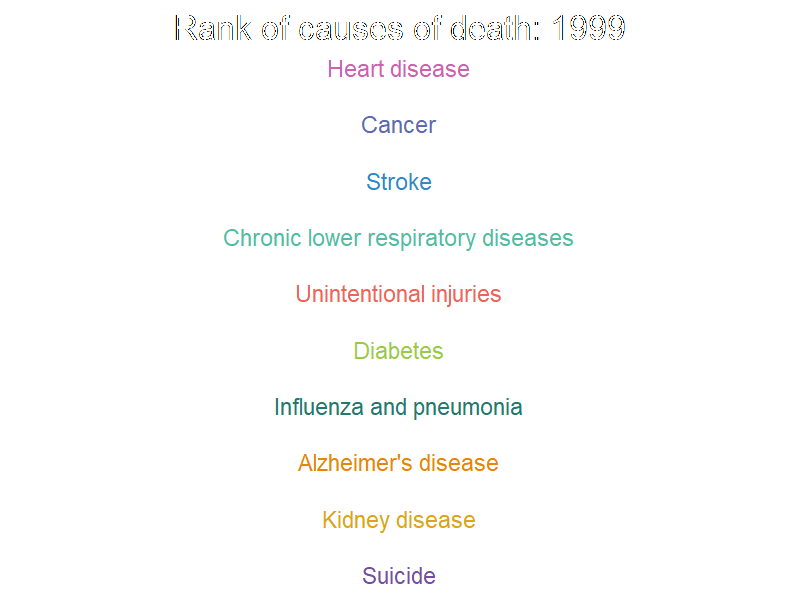 Rank of causes of death: 1999
Heart disease
Cancer
Stroke
Chronic lower respiratory diseases
Unintentional injuries
Diabetes
Influenza and pneumonia
Alzheimer's disease
Kidney disease
Suicide